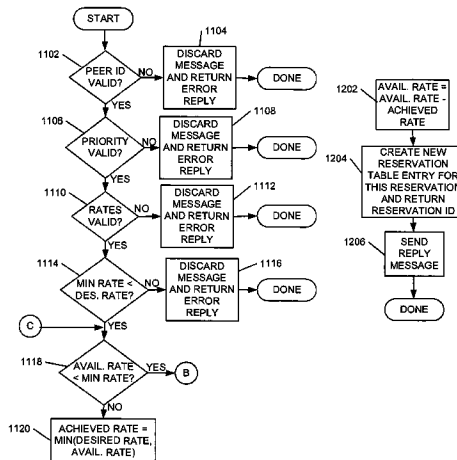 START
1102
PEER ID
VALID?
NO
YES
1104
DISCARD
MESSAGE
AND RETURN
ERROR
REPLY
DONE
1106
PRIORITY
VALID?
NO
YES
1108
DISCARD
MESSAGE
AND RETURN
ERROR
REPLY
DONE
1110
RATES
VALID?
NO
YES
1112
DISCARD
MESSAGE
AND RETURN
ERROR
REPLY
DONE
1114
MIN RATE <
DES. RATE?
NO
YES
1116
DISCARD
MESSAGE
AND RETURN
ERROR
REPLY
DONE
C
1118
AVAIL. RATE
< MIN RATE?
YES
B
NO
1120
ACHIEVED RATE =
MIN(DESIRED RATE,
AVAIL. RATE)
1202
AVAIL. RATE =
AVAIL. RATE -
ACHIEVED
RATE
1204
CREATE NEW
RESERVATION
TABLE ENTRY FOR
THIS RESERVATION
AND RETURN
RESERVATION ID
1206
SEND
REPLY
MESSAGE
DONE